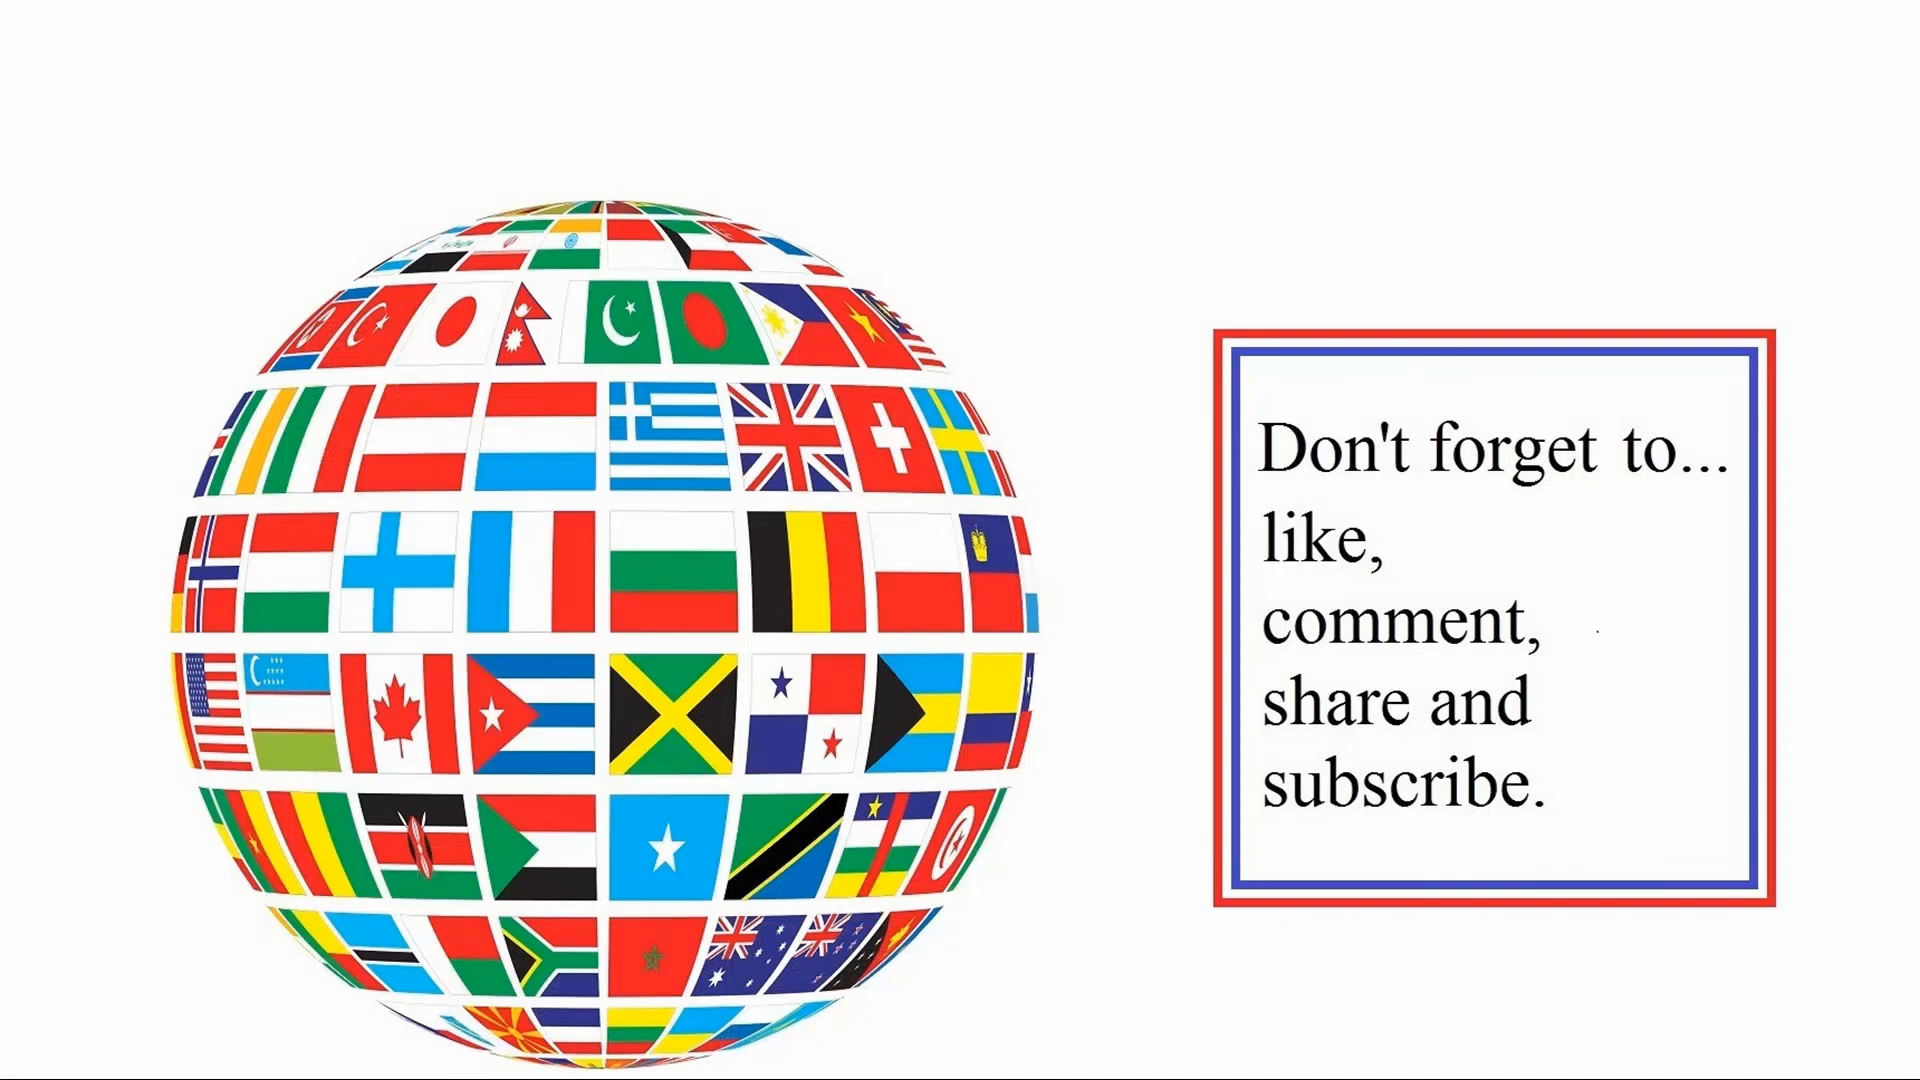 Don't forget to...
like,
comment,
share and
subscribe.